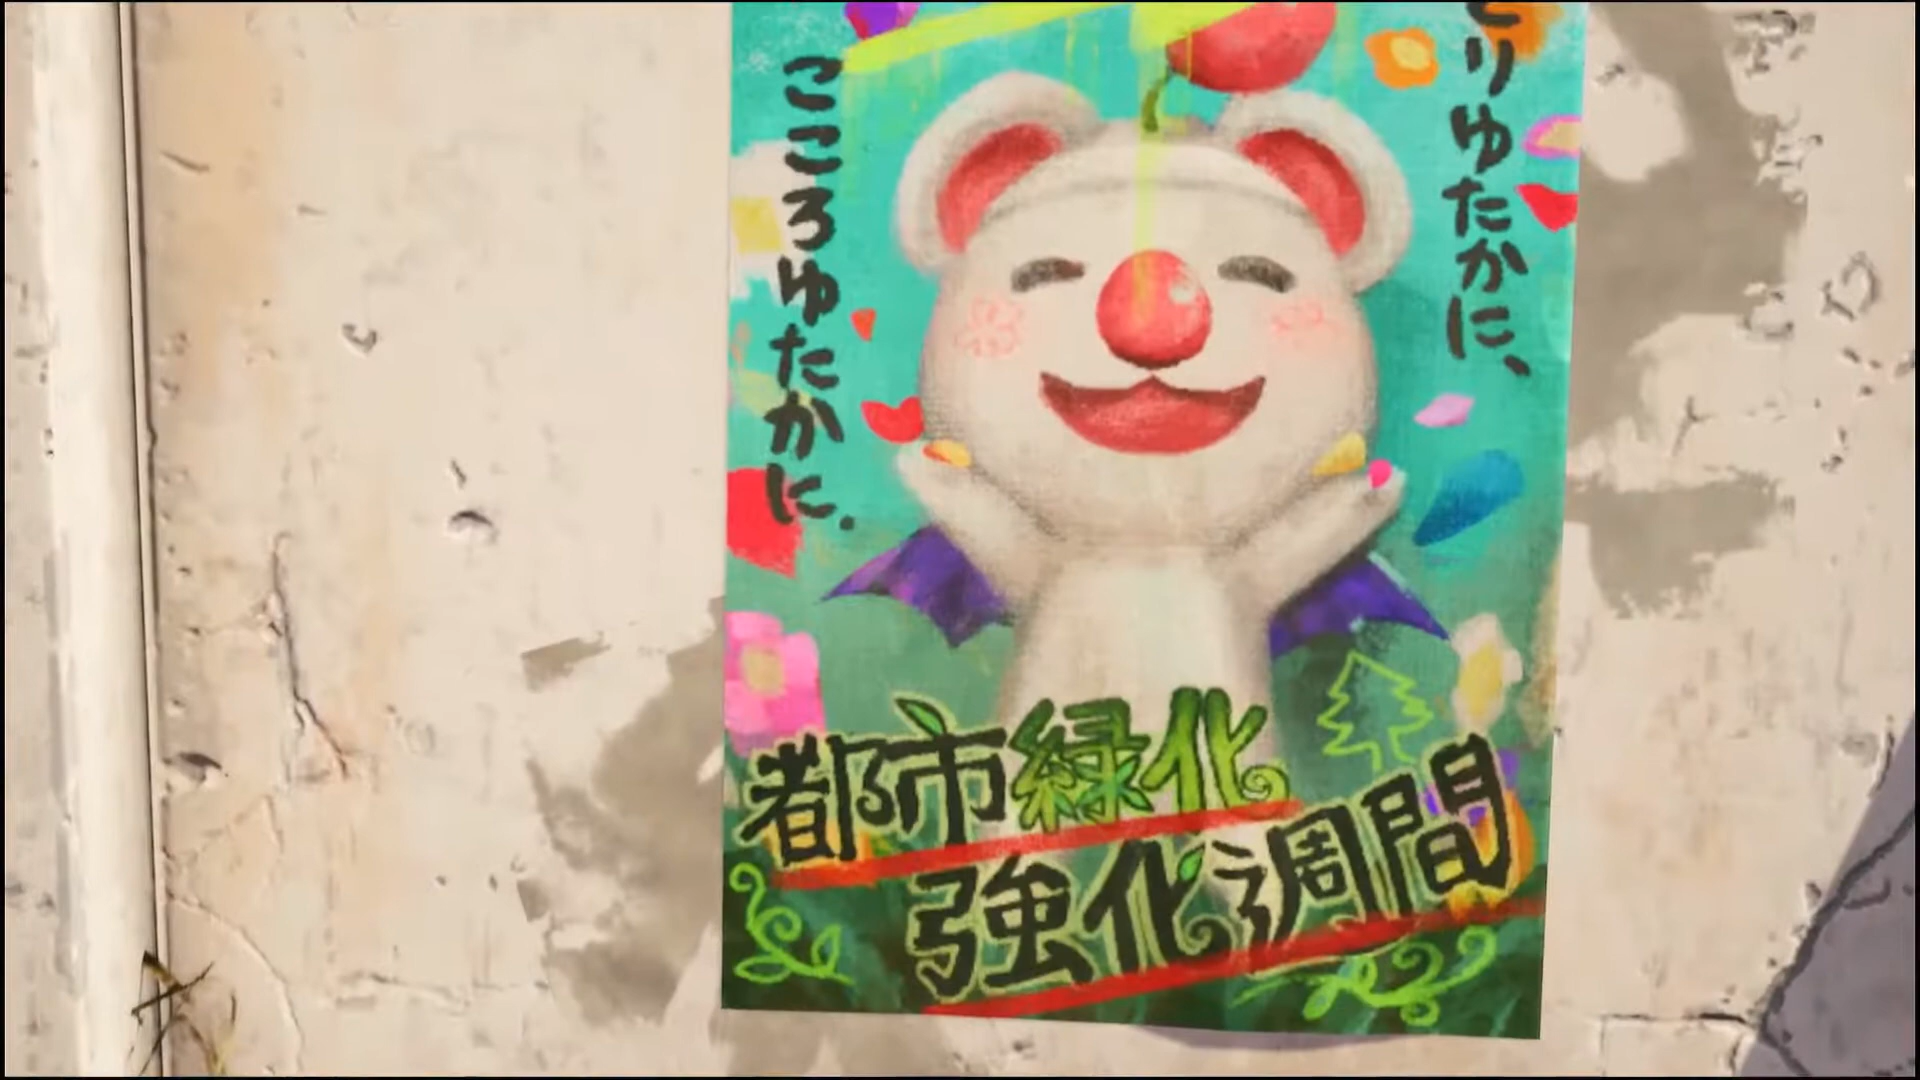 りゆたかに、
こころゆたかに.
都市緑化
強化週間